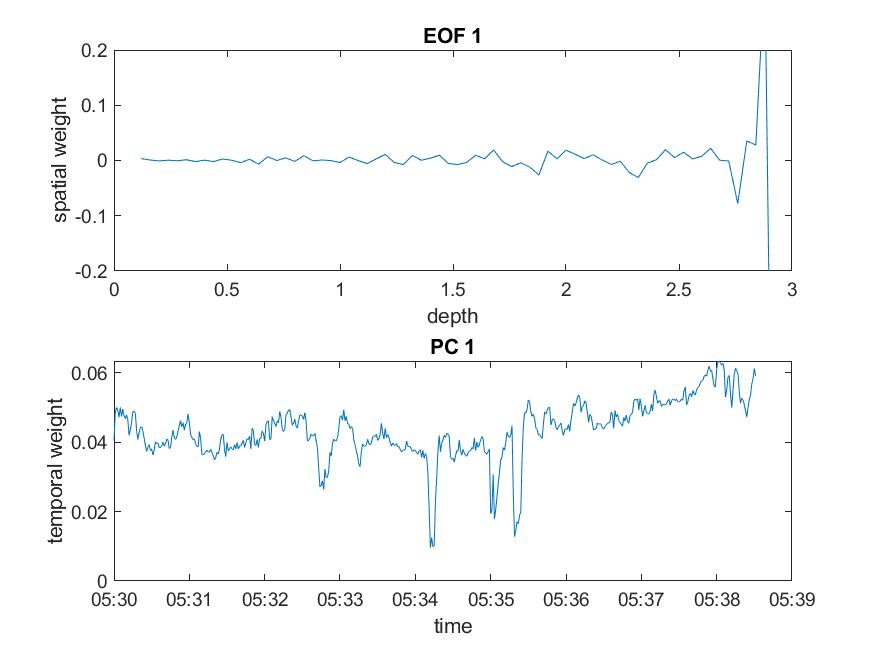 EOF 1
0.2
0.1
0
-0.1
-0.2
spatial weight
0 0.5 1 1.5 2 2.5 3
depth
PC 1
0.06
0.04
0.02
0
temporal weight
05:30 05:31 05:32 05:33 05:34 05:35 05:36 05:37 05:38 05:39
time